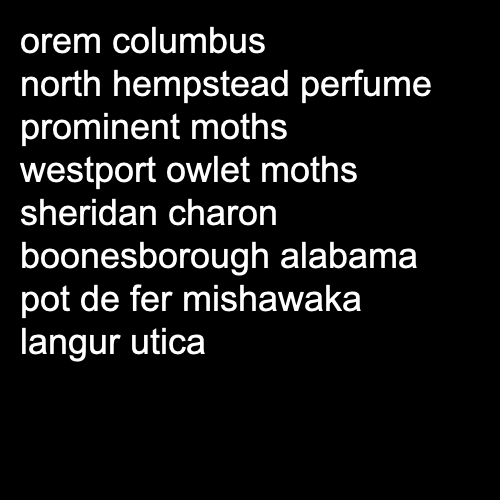 orem columbus
north hempstead perfume
prominent moths
westport owlet moths
sheridan charon
boonesborough alabama
pot de fer mishawaka
langur utica